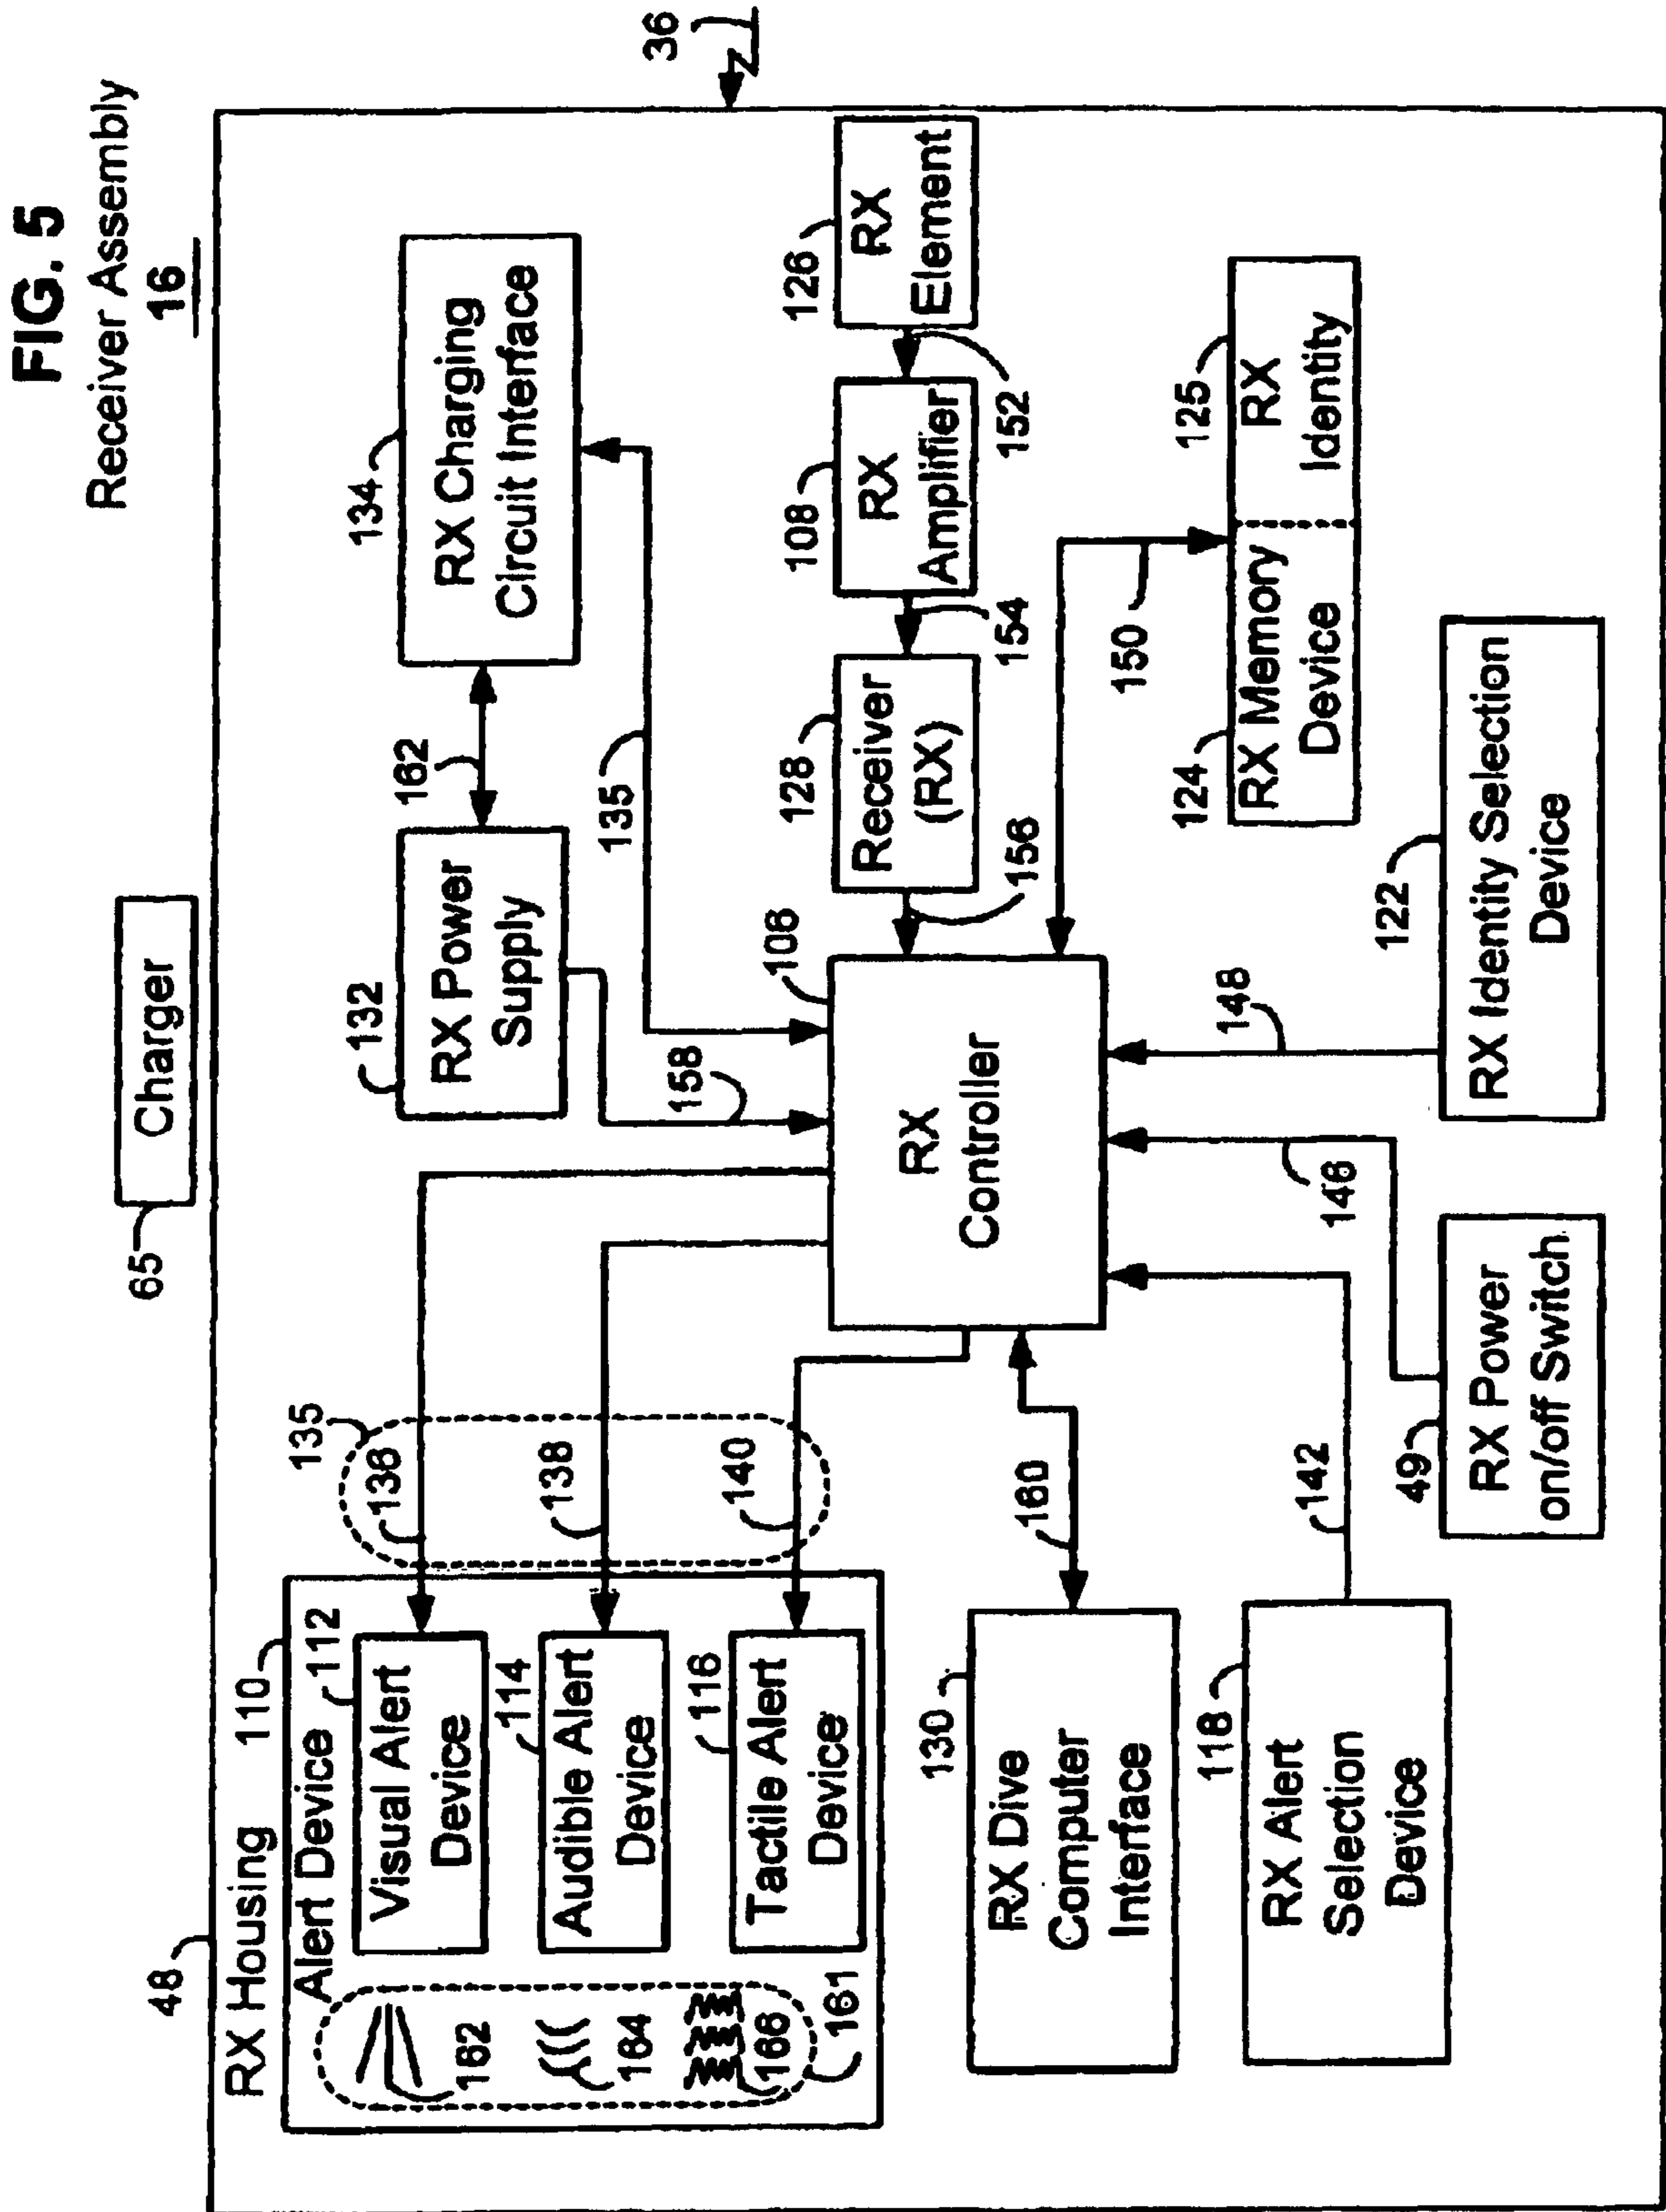 FIG. 5
Receiver Assembly
16
Charger
65
36
48
RX Housing
110
Alert Device
112
Visual Alert
Device
114
Audible Alert
Device
116
Tactile Alert
Device
162
164
166
161
135
136
138
140
132
RX Power
Supply
162
134
RX Charging
Circuit Interface
158
135
106
RX
Controller
156
128
Receiver
(RX)
154
108
RX
Amplifier
152
126
RX
Element
130
RX Dive
Computer
Interface
160
118
RX Alert
Selection
Device
142
49
RX Power
on/off Switch
146
148
122
RX Identity Selection
Device
150
124
RX Memory
Device
125
RX
Identity